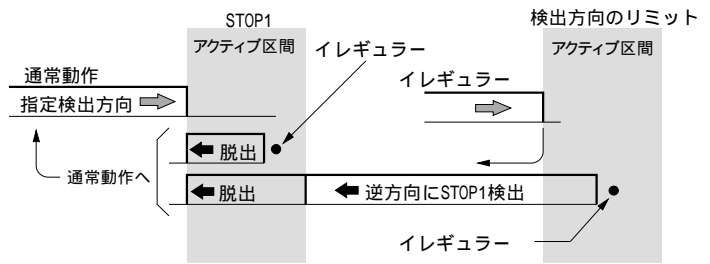 STOP1
検出方向のリミット
アクティブ区間
イレギュラー
アクティブ区間
通常動作
イレギュラー
指定検出方向
脱出
通常動作へ
脱出
逆方向にSTOP1検出
イレギュラー